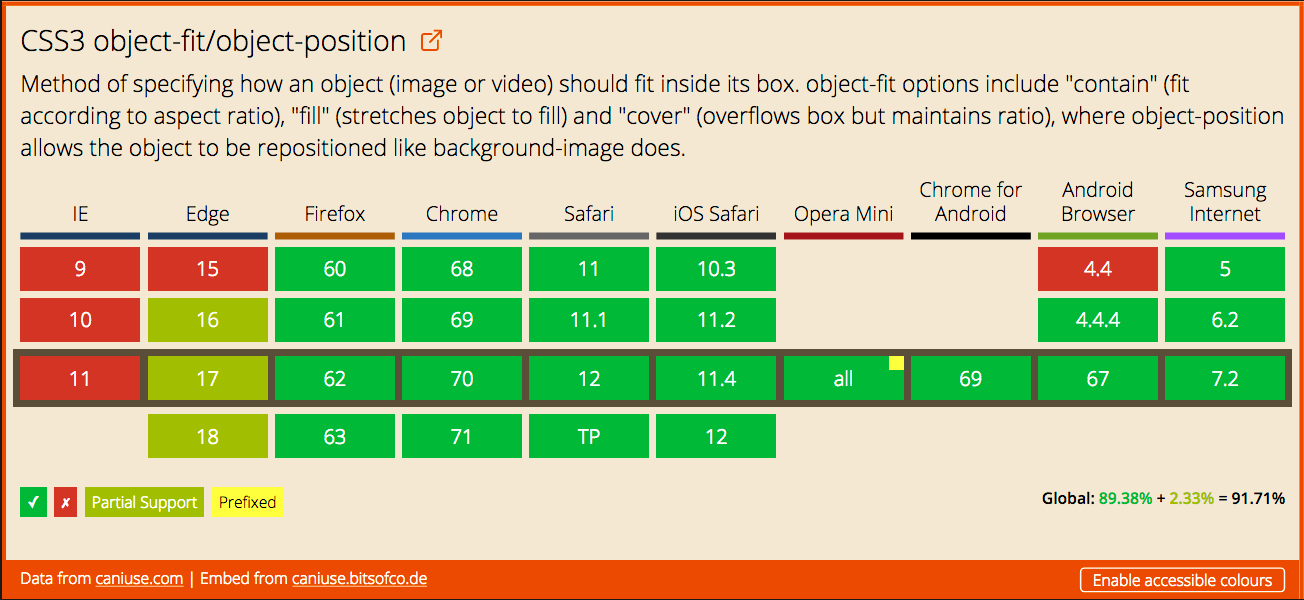 CSS3 object-fit/object-position
Method of specifying how an object (image or video) should fit inside its box. object-fit options include "contain" (fit
according to aspect ratio), "fill" (stretches object to fill) and "cover" (overflows box but maintains ratio), where object-position
allows the object to be repositioned like background-image does.
IE Edge Firefox Chrome Safari iOS Safari Opera Mini Chrome for Android Android Browser Samsung Internet
9 15 60 68 11 10.3 4.4 5
10 16 61 69 11.1 11.2 4.4.4 6.2
11 17 62 70 12 11.4 all 69 67 7.2
18 63 71 TP 12
✓ ✗ Partial Support Prefixed
Global: 89.38% + 2.33% = 91.71%
Data from caniuse.com | Embed from caniuse.bitsofco.de
Enable accessible colours